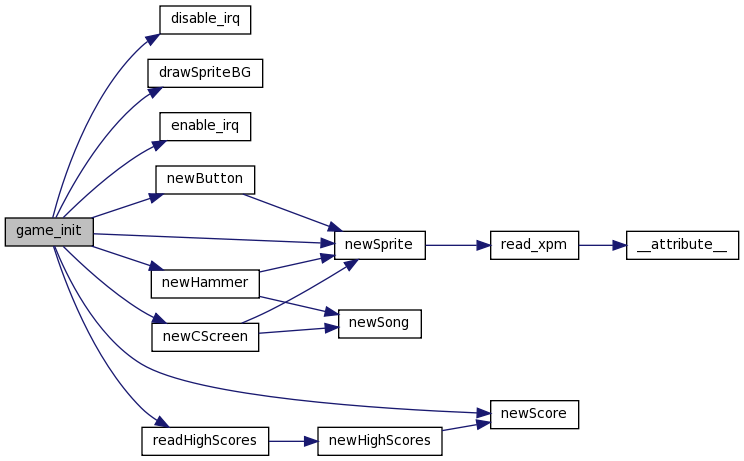 disable_irq
drawSpriteBG
enable_irq
newButton
game_init
newSprite
read_xpm
__attribute__
newHammer
newSong
newCScreen
newScore
readHighScores
newHighScores